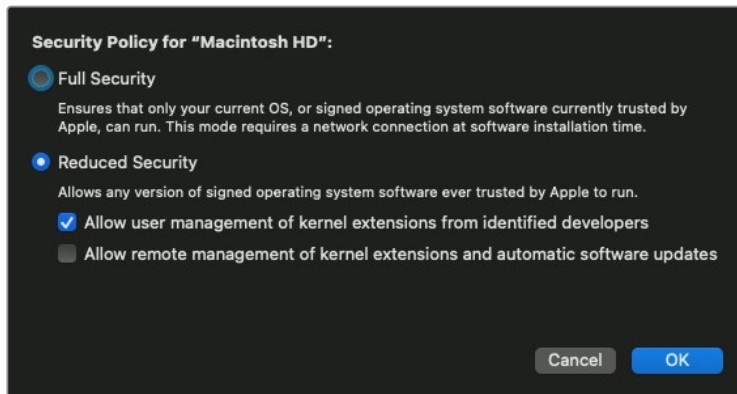 Security Policy for “Macintosh HD”:
Full Security
Ensures that only your current OS, or signed operating system software currently trusted by
Apple, can run. This mode requires a network connection at software installation time.
Reduced Security
Allows any version of signed operating system software ever trusted by Apple to run.
Allow user management of kernel extensions from identified developers
Allow remote management of kernel extensions and automatic software updates
Cancel OK